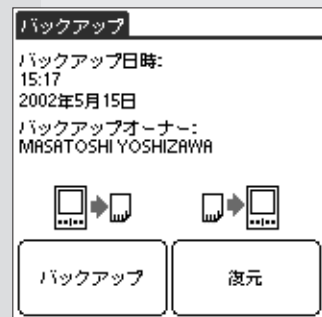 バックアップ
バックアップ日時:
15:17
2002年5月15日
バックアップオーナー:
MASATOSHI YOSHIZAWA
バックアップ
復元